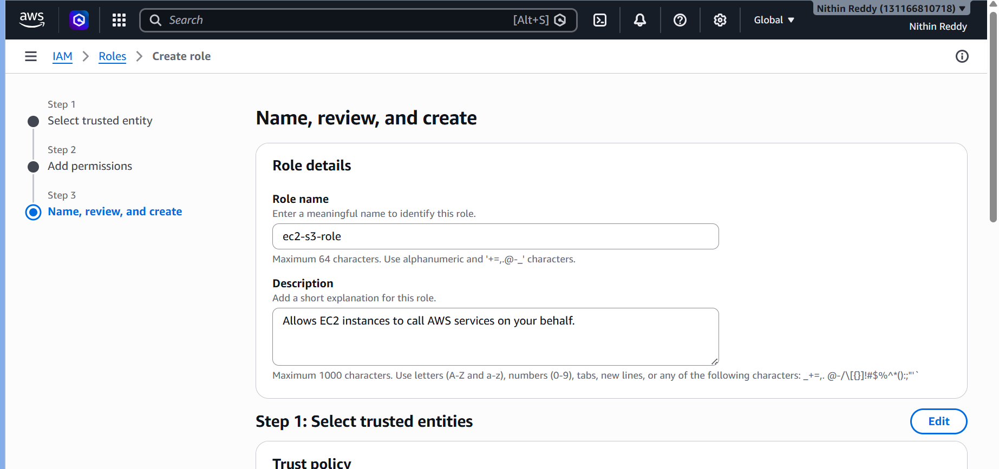 aws
Search
[Alt+S]
Global
Nithin Reddy (131166810718)
Nithin Reddy
IAM
Roles
Create role
Step 1
Select trusted entity
Step 2
Add permissions
Step 3
Name, review, and create
Name, review, and create
Role details
Role name
Enter a meaningful name to identify this role.
ec2-s3-role
Maximum 64 characters. Use alphanumeric and '+=,.@-_' characters.
Description
Add a short explanation for this role.
Allows EC2 instances to call AWS services on your behalf.
Maximum 1000 characters. Use letters (A-Z and a-z), numbers (0-9), tabs, new lines, or any of the following characters: _+=,. @-/\[{}]!#$%^*();:"'`
Step 1: Select trusted entities
Edit
Trust policy